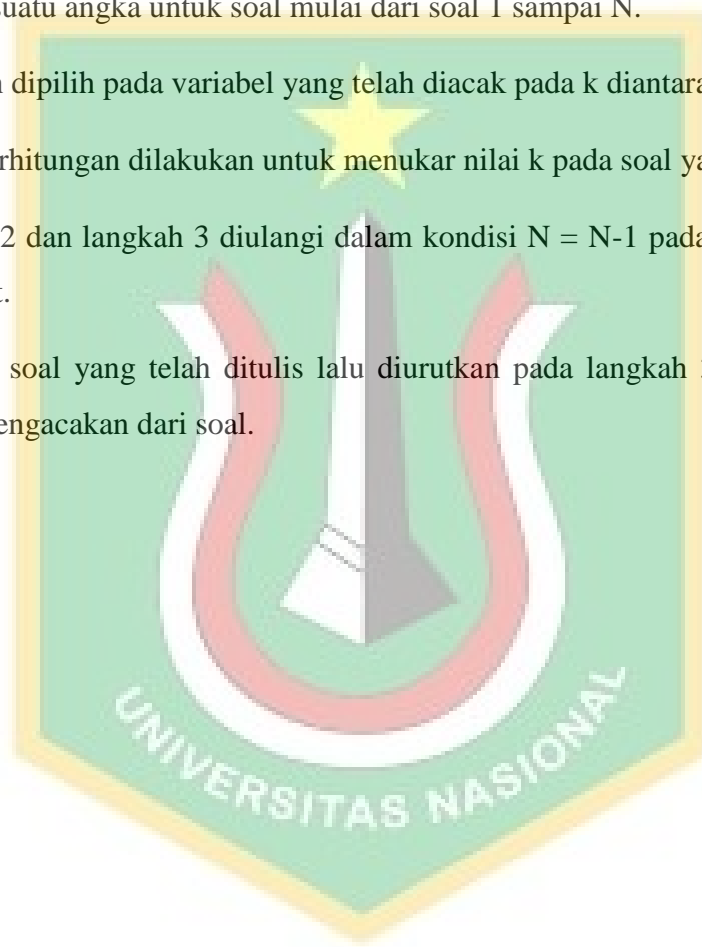 suatu angka untuk soal mulai dari soal 1 sampai N.
dipilih pada variabel yang telah diacak pada k diantara
rhitungan dilakukan untuk menukar nilai k pada soal ya
2 dan langkah 3 diulangi dalam kondisi N = N-1 pada
t.
soal yang telah ditulis lalu diurutkan pada langkah
engacakan dari soal.
UNIVERSITAS NASIONAL